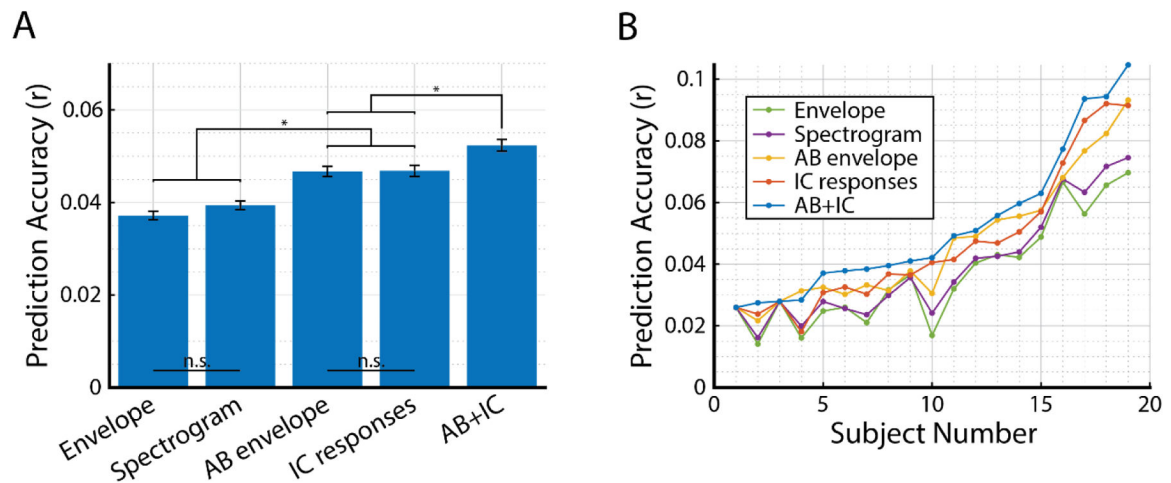 A
Prediction Accuracy (r)
0.06
0.04
0.02
0
*
*
n.s.
n.s.
Envelope
Spectrogram
AB envelope
IC responses
AB+IC
B
Prediction Accuracy (r)
0.1
0.08
0.06
0.04
0.02
0
Envelope
Spectrogram
AB envelope
IC responses
AB+IC
0 5 10 15 20
Subject Number